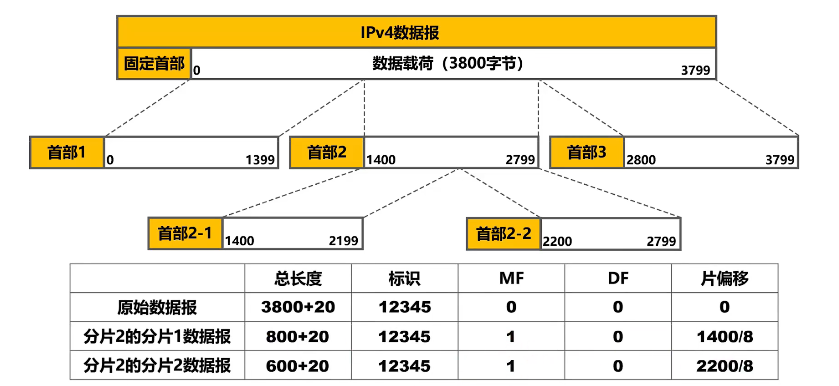 IPv4数据报
固定首部 0 数据载荷（3800字节） 3799
首部1 0 1399 首部2 1400 2799 首部3 2800 3799
首部2-1 1400 2199 首部2-2 2200 2799
总长度 标识 MF DF 片偏移
原始数据报 3800+20 12345 0 0 0
分片2的分片1数据报 800+20 12345 1 0 1400/8
分片2的分片2数据报 600+20 12345 1 0 2200/8